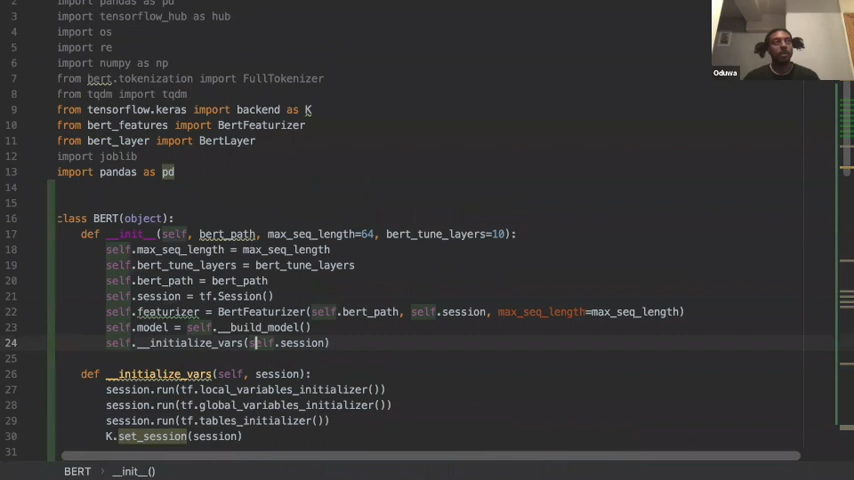 2 import pandas as pd
3 import tensorflow_hub as hub
4 import os
5 import re
6 import numpy as np
7 from bert.tokenization import FullTokenizer
8 from tqdm import tqdm
9 from tensorflow.keras import backend as K
10 from bert_features import BertFeaturizer
11 from bert_layer import BertLayer
12 import joblib
13 import pandas as pd
14
15
16 class BERT(object):
17 def __init__(self, bert_path, max_seq_length=64, bert_tune_layers=10):
18 self.max_seq_length = max_seq_length
19 self.bert_tune_layers = bert_tune_layers
20 self.bert_path = bert_path
21 self.session = tf.Session()
22 self.featurizer = BertFeaturizer(self.bert_path, self.session, max_seq_length=max_seq_length)
23 self.model = self.__build_model()
24 self.__initialize_vars(self.session)
25
26 def __initialize_vars(self, session):
27 session.run(tf.local_variables_initializer())
28 session.run(tf.global_variables_initializer())
29 session.run(tf.tables_initializer())
30 K.set_session(session)
31
BERT > __init__()
Oduwa